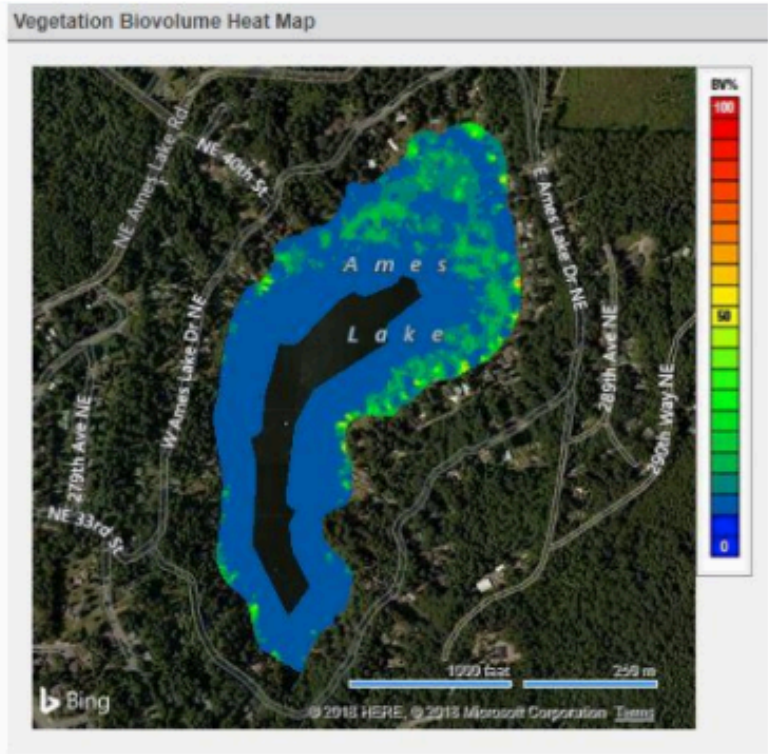 Vegetation Biovolume Heat Map
BV%
100
50
0
NE Ames Lake Rd
NE 40th St
E Ames Lake Dr NE
Ames
Lake
W Ames Lake Dr NE
289th Ave NE
290th Way NE
279th Ave NE
NE 33rd St
1000 feet
250 m
Bing
© 2018 HERE, © 2018 Microsoft Corporation Terms